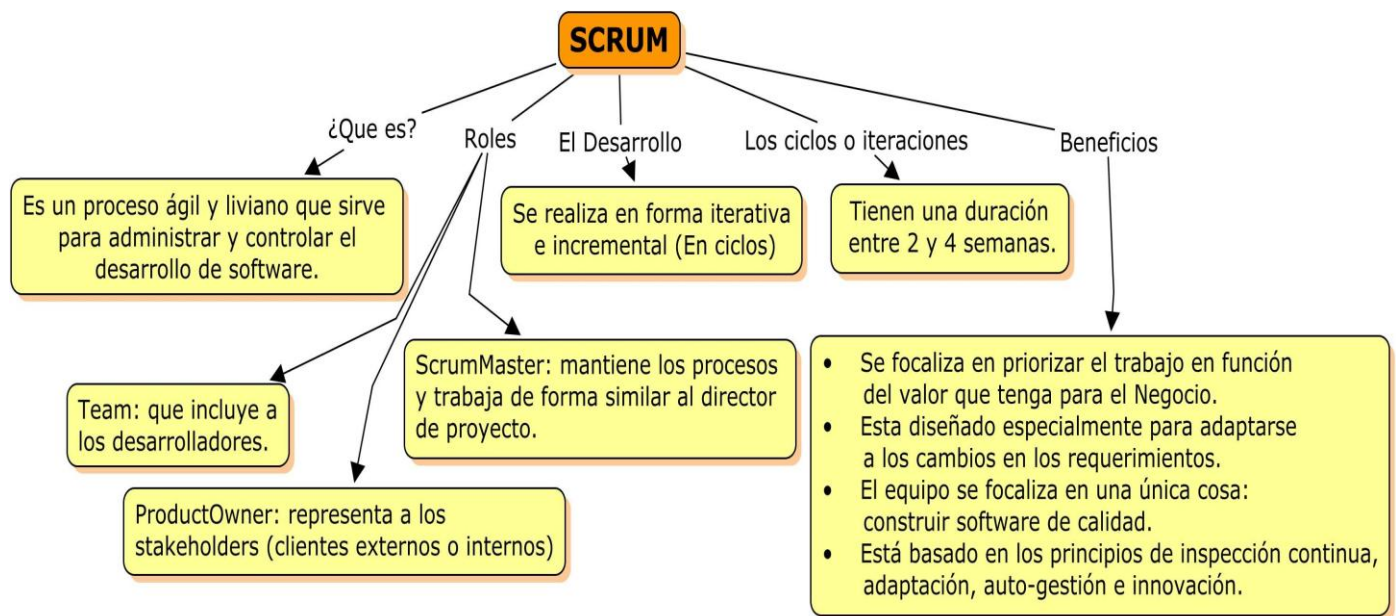 SCRUM
¿Que es?
Roles
El Desarrollo
Los ciclos o iteraciones
Beneficios
Es un proceso ágil y liviano que sirve
para administrar y controlar el
desarrollo de software.
Se realiza en forma iterativa
e incremental (En ciclos)
Tienen una duración
entre 2 y 4 semanas.
Team: que incluye a
los desarrolladores.
ScrumMaster: mantiene los procesos
y trabaja de forma similar al director
de proyecto.
ProductOwner: representa a los
stakeholders (clientes externos o internos)
• Se focaliza en priorizar el trabajo en función
del valor que tenga para el Negocio.
• Esta diseñado especialmente para adaptarse
a los cambios en los requerimientos.
• El equipo se focaliza en una única cosa:
construir software de calidad.
• Está basado en los principios de inspección continua,
adaptación, auto-gestión e innovación.